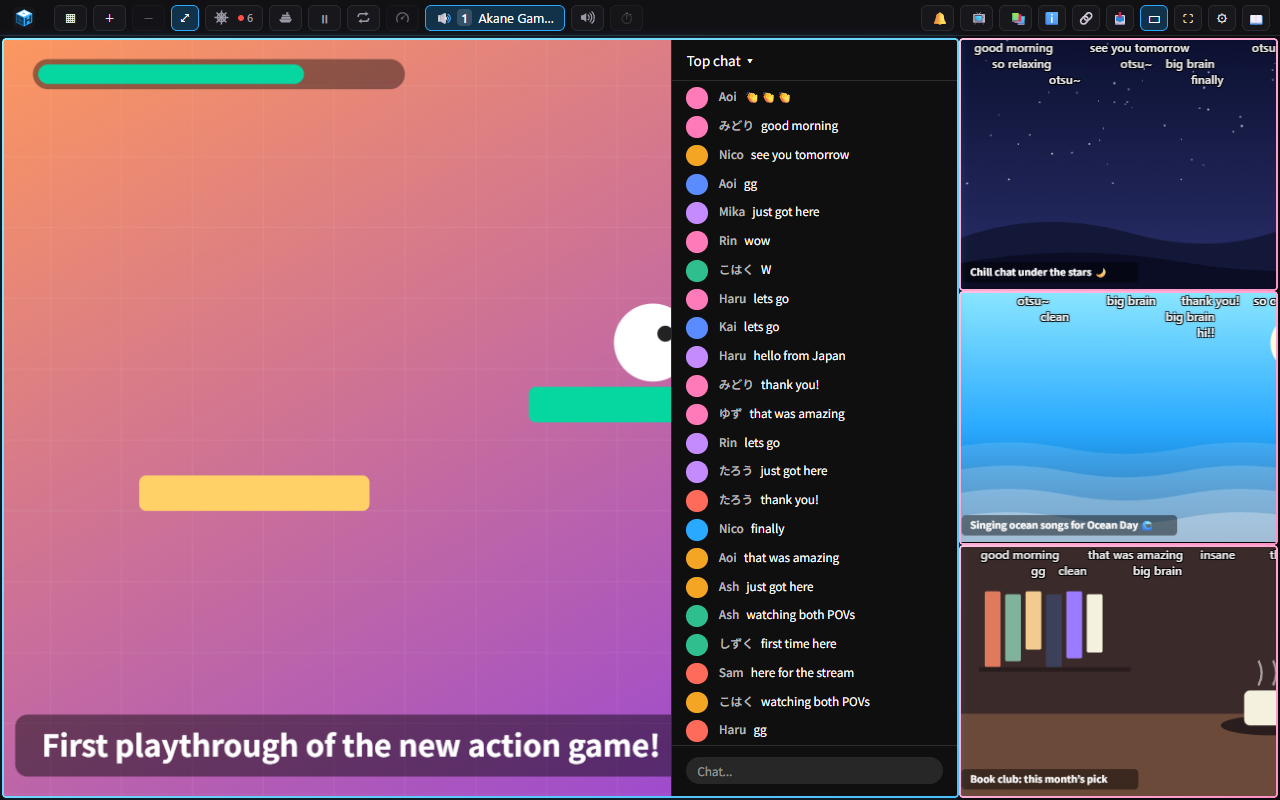 6
1 Akane Gam...
First playthrough of the new action game!
Top chat
Aoi 👏👏👏
みどり good morning
Nico see you tomorrow
Aoi gg
Mika just got here
Rin wow
こはく W
Haru lets go
Kai lets go
Haru hello from Japan
みどり thank you!
ゆず that was amazing
Rin lets go
たろう just got here
たろう thank you!
Nico finally
Aoi that was amazing
Ash just got here
Ash watching both POVs
しずく first time here
Sam here for the stream
こはく watching both POVs
Haru gg
Chat...
good morning see you tomorrow otsu
so relaxing otsu~ big brain
otsu~ finally
Chill chat under the stars 🌙
otsu~ big brain thank you! so c
clean big brain
hi!!
Singing ocean songs for Ocean Day 🌊
good morning that was amazing insane
gg clean big brain
Book club: this month's pick